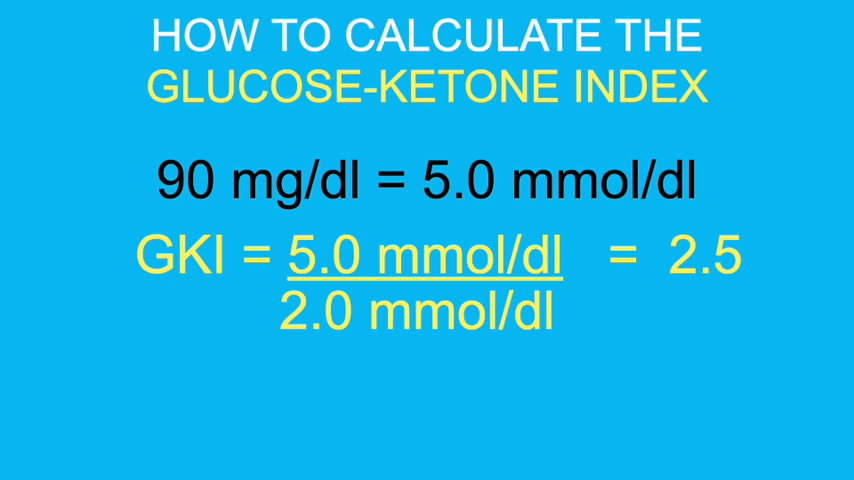 HOW TO CALCULATE THE
GLUCOSE-KETONE INDEX
90 mg/dl = 5.0 mmol/dl
GKI = 5.0 mmol/dl = 2.5
2.0 mmol/dl